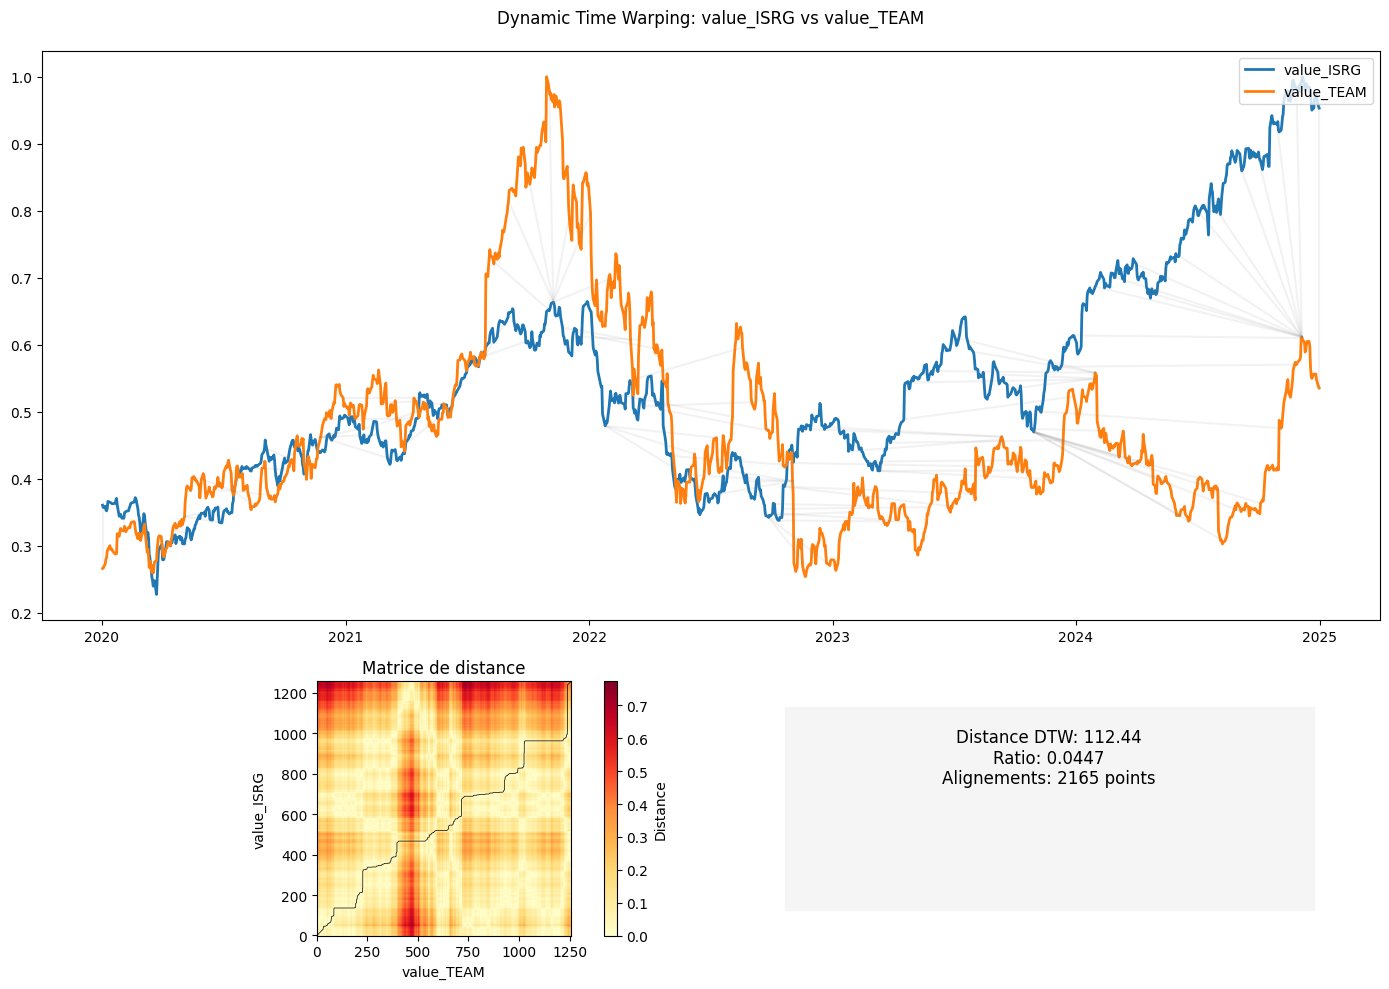 Dynamic Time Warping: value_ISRG vs value_TEAM
value_ISRG
value_TEAM
1.0
0.9
0.8
0.7
0.6
0.5
0.4
0.3
0.2
2020 2021 2022 2023 2024 2025
Matrice de distance
value_ISRG
1200
1000
800
600
400
200
0
0 250 500 750 1000 1250
value_TEAM
0.7
0.6
0.5
0.4
0.3
0.2
0.1
0.0
Distance
Distance DTW: 112.44
Ratio: 0.0447
Alignements: 2165 points